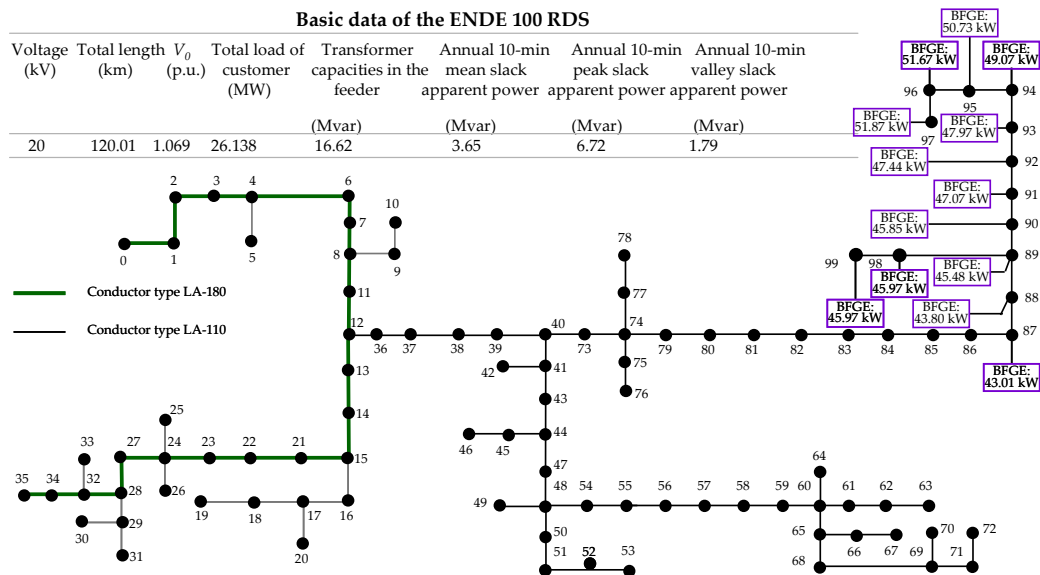 Basic data of the ENDE 100 RDS
Voltage Total length V0 Total load of Transformer Annual 10-min Annual 10-min Annual 10-min
(kV) (km) (p.u.) customer capacities in the mean slack peak slack valley slack
(MW) feeder apparent power apparent power apparent power
(Mvar) (Mvar) (Mvar) (Mvar)
20 120.01 1.069 26.138 16.62 3.65 6.72 1.79
BFGE:
50.73 kW
BFGE:
51.67 kW
BFGE:
49.07 kW
96
95
94
BFGE:
51.87 kW
97
BFGE:
47.97 kW
93
BFGE:
47.44 kW
92
BFGE:
47.07 kW
91
BFGE:
45.85 kW
90
99
98
89
BFGE:
45.48 kW
BFGE:
45.97 kW
BFGE:
45.97 kW
BFGE:
43.80 kW
88
87
BFGE:
43.01 kW
2 3 4 6
0 1 5
7
10
8
9
11
Conductor type LA-180
Conductor type LA-110
12
36 37 38 39 40 73 74 79 80 81 82 83 84 85 86
78
77
75
76
13
14
42 41
43
46 45 44
47
25
33 27 24 23 22 21 15
35 34 32 28 26
19 18 17 16
30 29
31
20
49 48 54 55 56 57 58 59 60 61 62 63
64
50
51 52 53
65
66 67
68
69
70
71
72